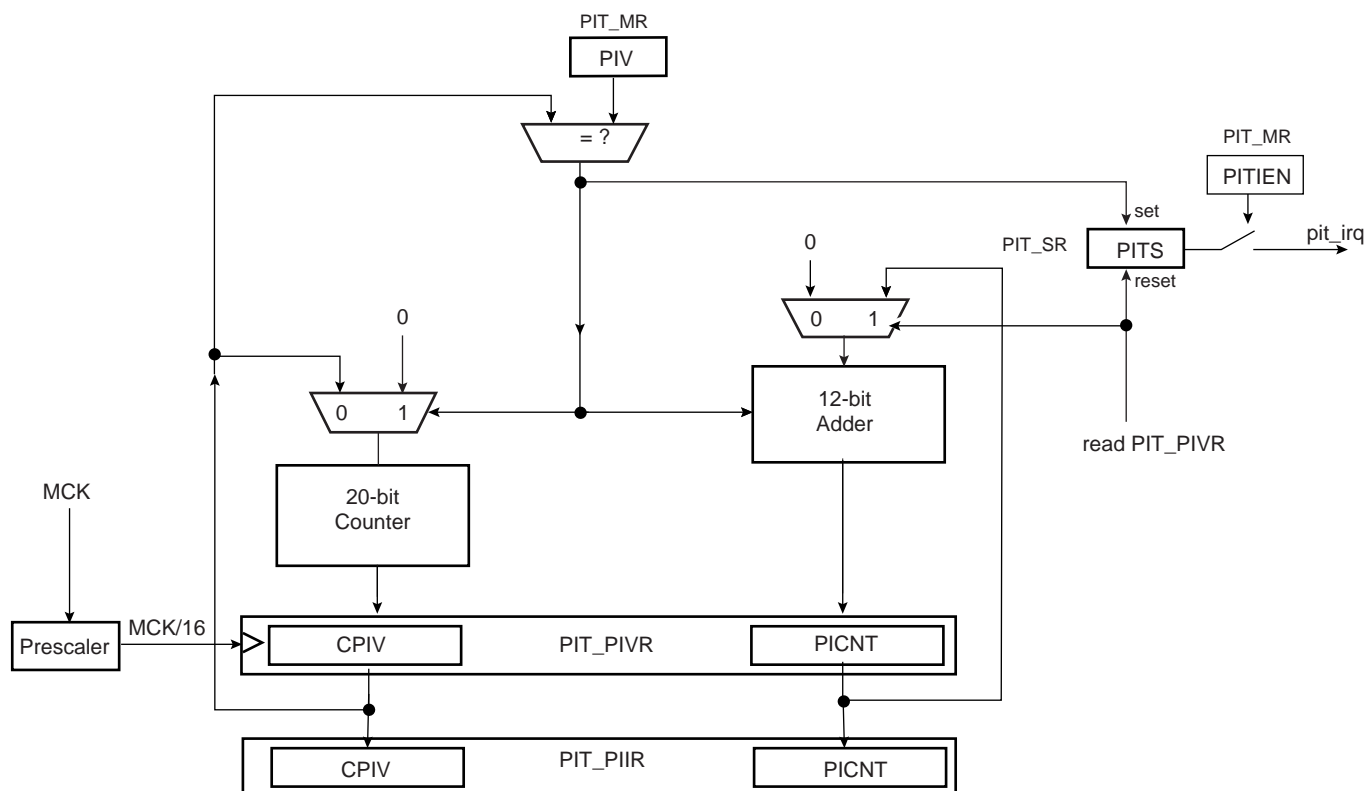 PIT_MR
PIV
= ?
PIT_MR
PITIEN
set
0
PIT_SR
PITS
pit_irq
reset
0
0 1
0 1
12-bit
Adder
read PIT_PIVR
MCK
20-bit
Counter
Prescaler
MCK/16
CPIV
PIT_PIVR
PICNT
CPIV
PIT_PIIR
PICNT